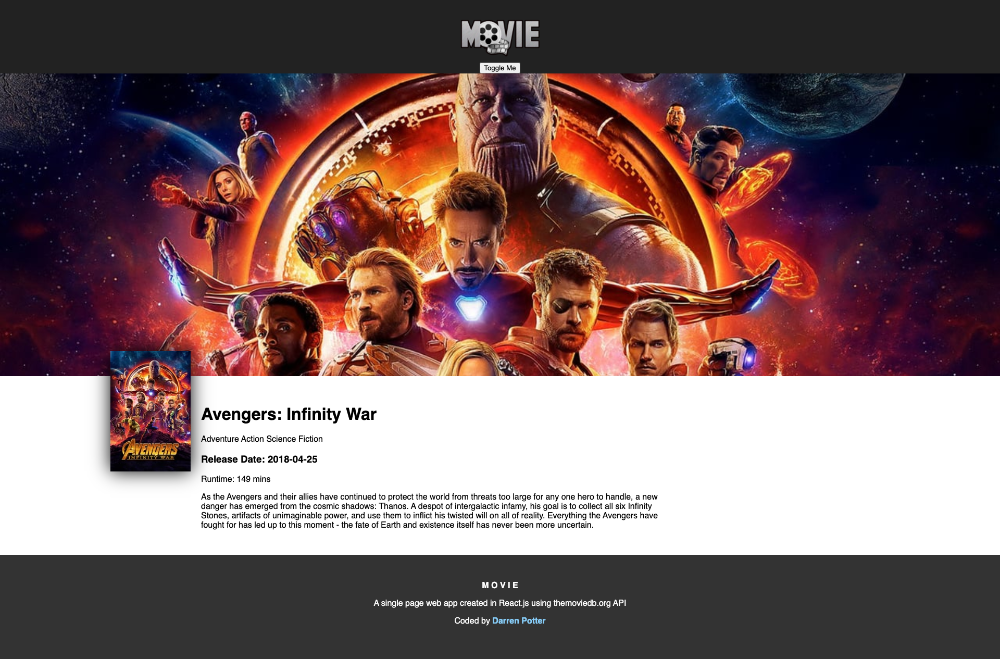 MOVIE
Toggle Me
AVENGERS
INFINITY WAR
Avengers: Infinity War
Adventure Action Science Fiction
Release Date: 2018-04-25
Runtime: 149 mins
As the Avengers and their allies have continued to protect the world from threats too large for any one hero to handle, a new
danger has emerged from the cosmic shadows: Thanos. A despot of intergalactic infamy, his goal is to collect all six Infinity
Stones, artifacts of unimaginable power, and use them to inflict his twisted will on all of reality. Everything the Avengers have
fought for has led up to this moment - the fate of Earth and existence itself has never been more uncertain.
MOVIE
A single page web app created in React.js using themoviedb.org API
Coded by Darren Potter